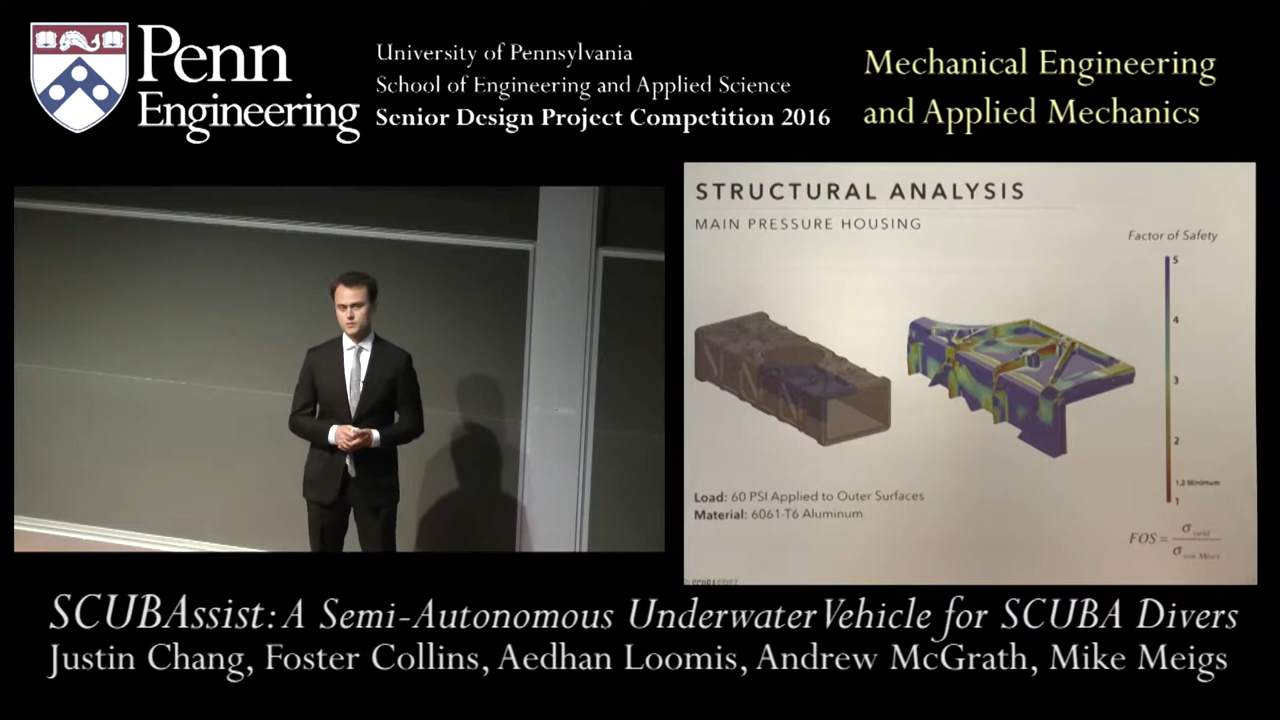 Penn
Engineering
University of Pennsylvania
School of Engineering and Applied Science
Senior Design Project Competition 2016
Mechanical Engineering
and Applied Mechanics
STRUCTURAL ANALYSIS
MAIN PRESSURE HOUSING
Factor of Safety
5
4
3
2
1.2 Minimum
1
Load: 60 PSI Applied to Outer Surfaces
Material: 6061-T6 Aluminum
FOS = σ yield
σ von Mises
SCUBAssist: A Semi-Autonomous Underwater Vehicle for SCUBA Divers
Justin Chang, Foster Collins, Aedhan Loomis, Andrew McGrath, Mike Meigs